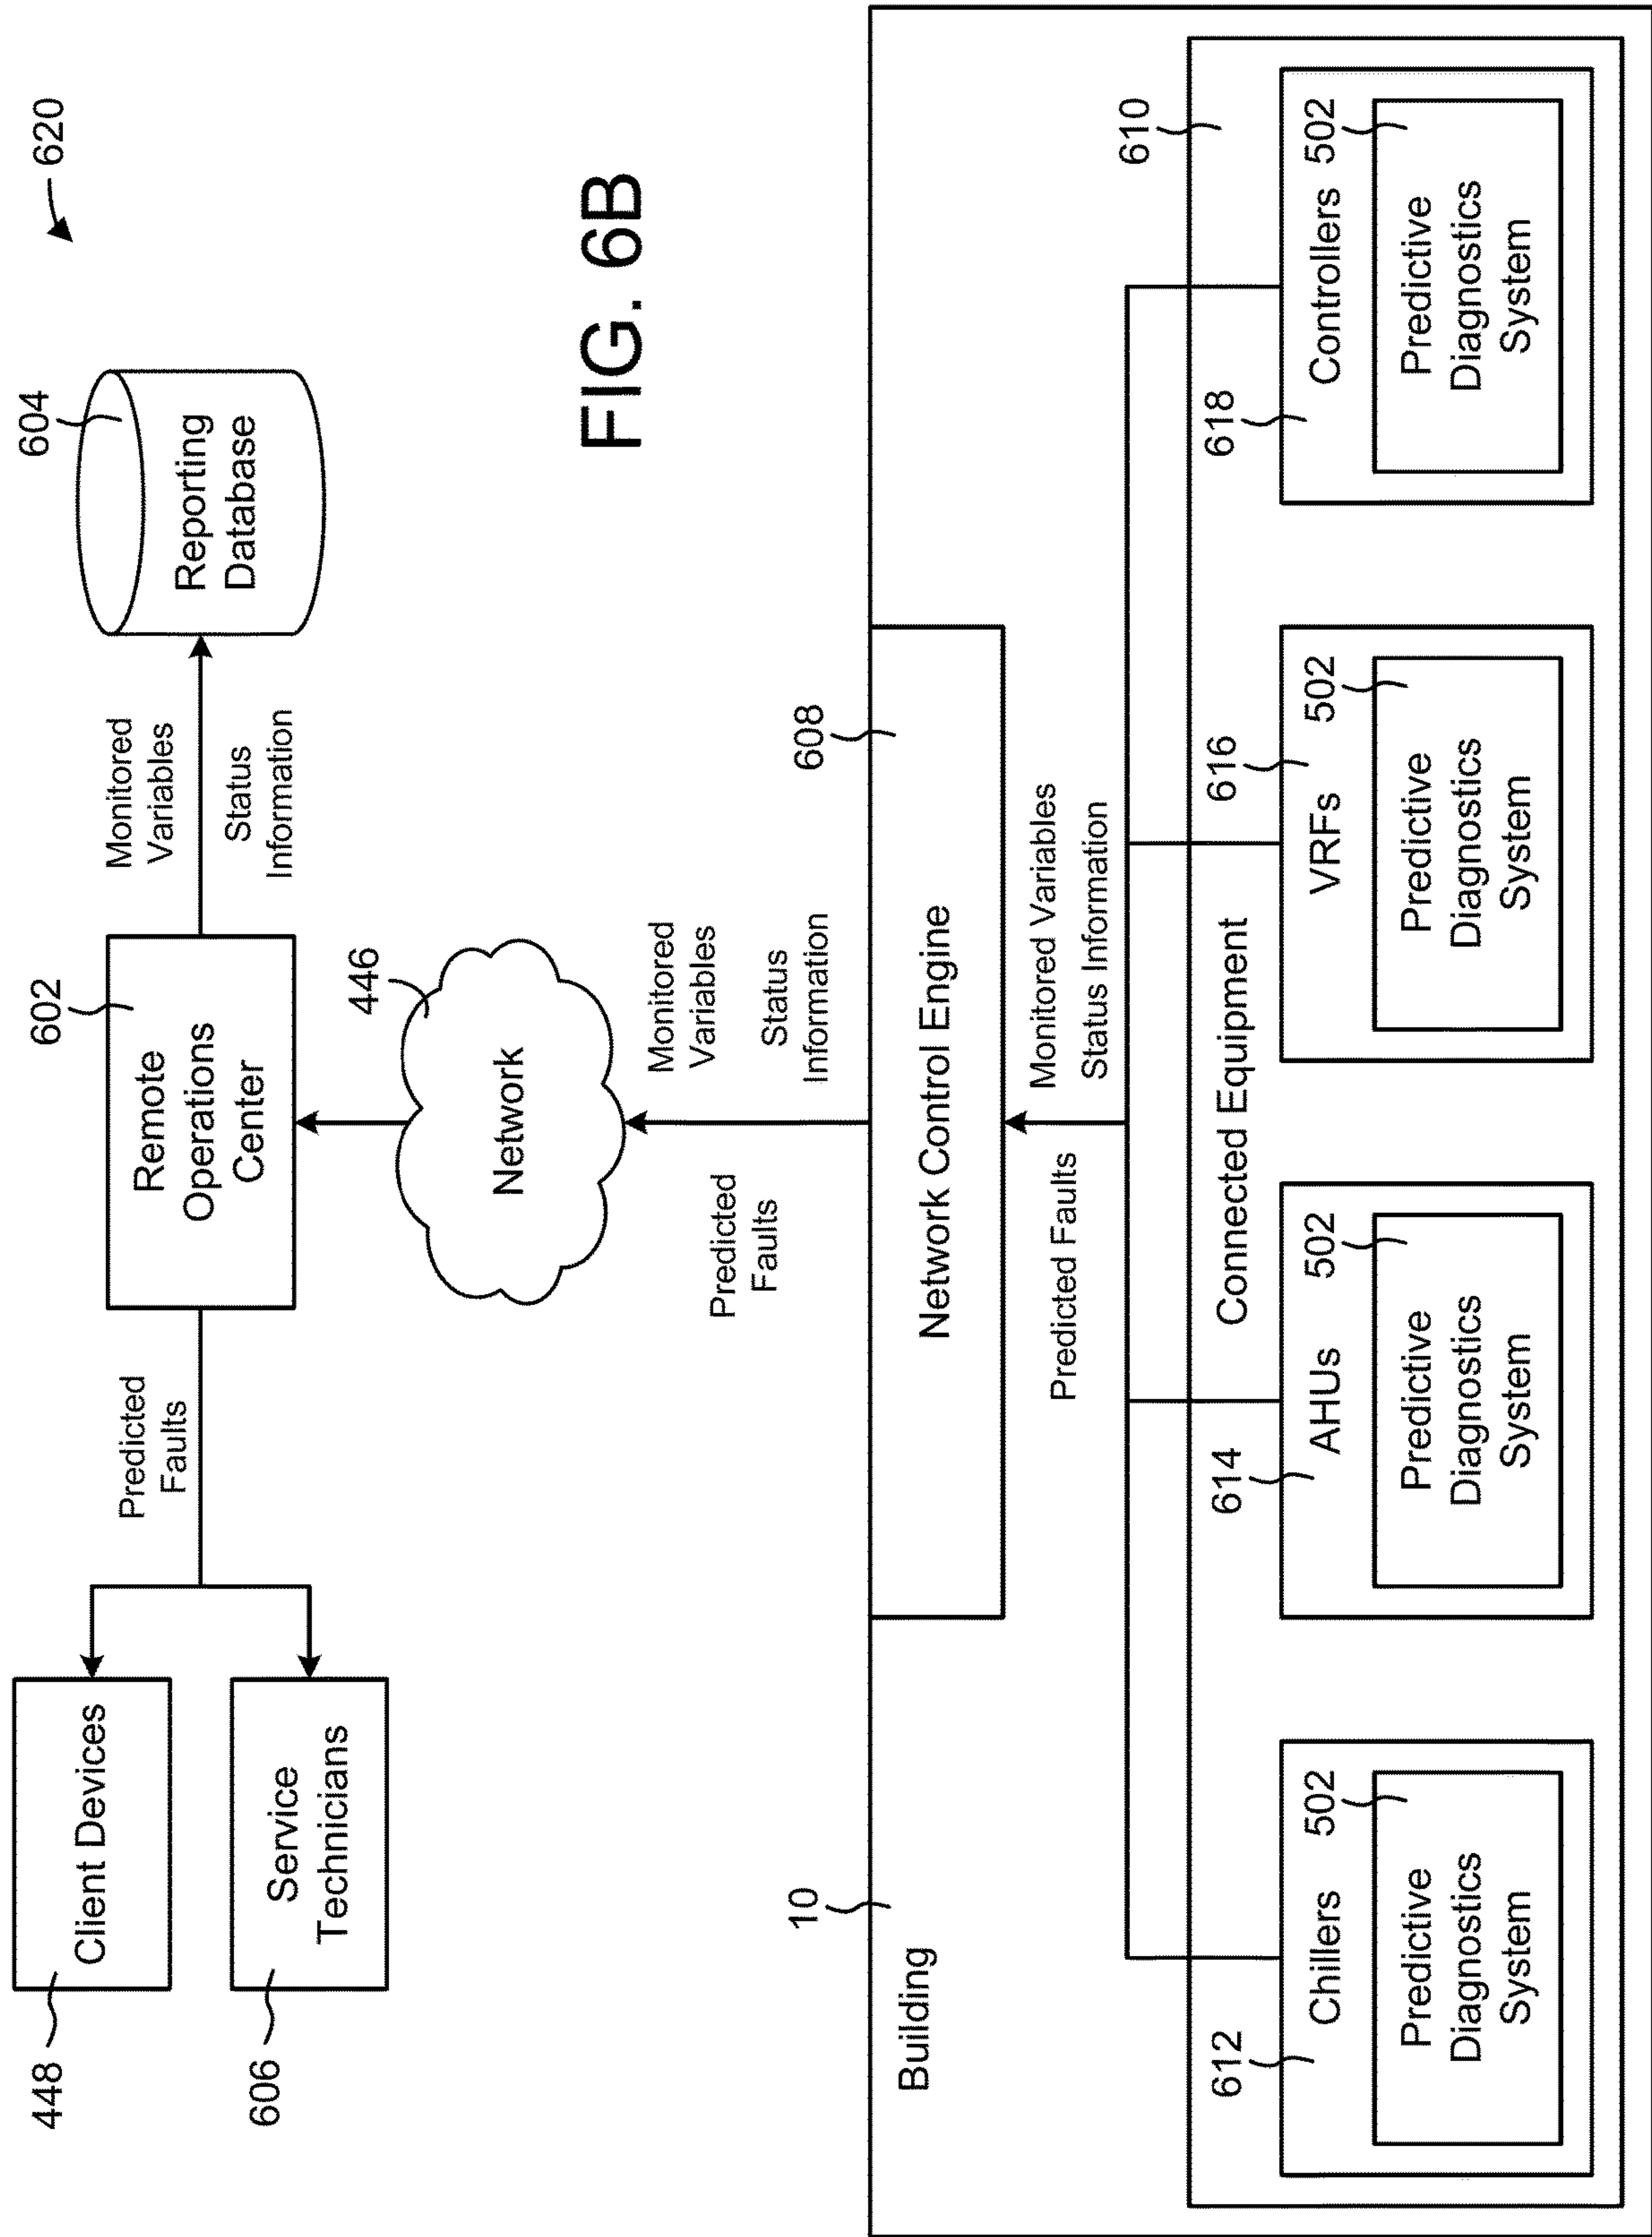 620
448
Client Devices
606
Service
Technicians
Predicted
Faults
602
Remote
Operations
Center
Monitored
Variables
Status
Information
604
Reporting
Database
446
Network
FIG. 6B
Predicted
Faults
Monitored
Variables
Status
Information
10
Building
608
Network Control Engine
Predicted Faults
Monitored Variables
Status Information
610
Connected Equipment
612
Chillers
502
Predictive
Diagnostics
System
614
AHUs
502
Predictive
Diagnostics
System
616
VRFs
502
Predictive
Diagnostics
System
618
Controllers
502
Predictive
Diagnostics
System